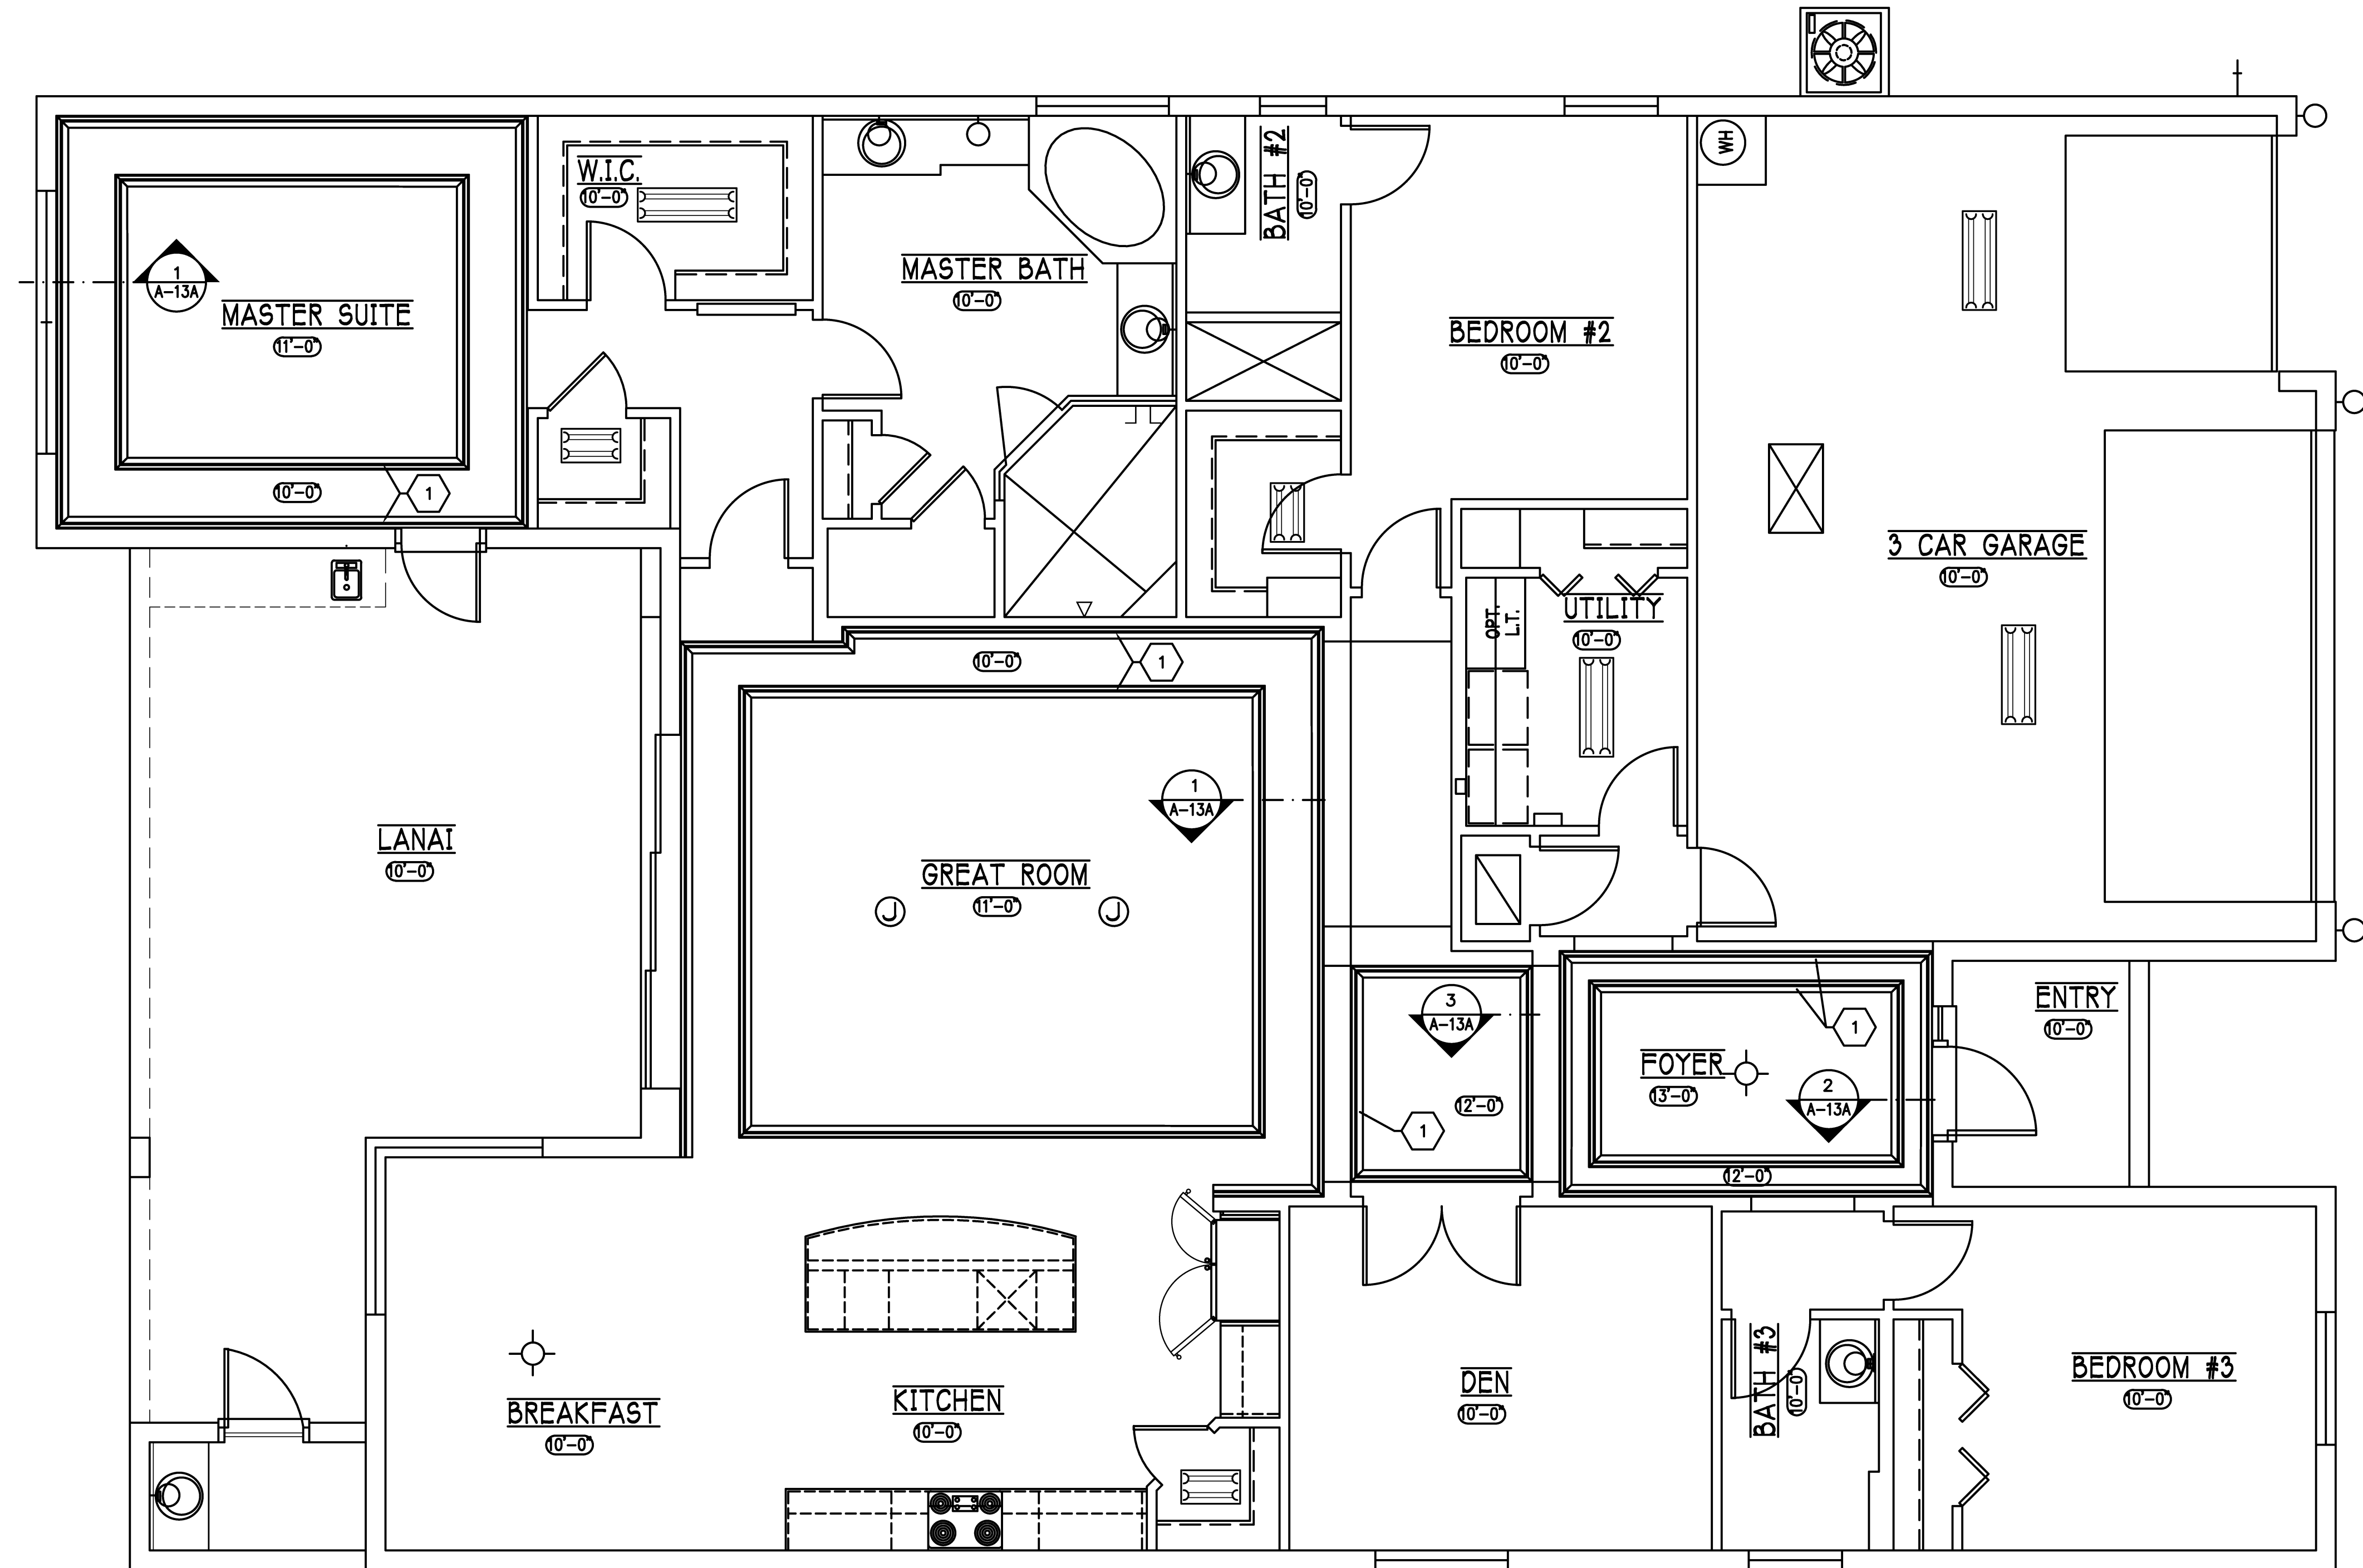 WH
BATH #2
10'-0"
W.I.C.
10'-0"
MASTER BATH
10'-0"
1
A-13A
MASTER SUITE
11'-0"
BEDROOM #2
10'-0"
10'-0"
1
3 CAR GARAGE
10'-0"
OPT.
L.T.
UTILITY
10'-0"
10'-0"
1
1
A-13A
LANAI
10'-0"
GREAT ROOM
11'-0"
J
J
3
A-13A
12'-0"
1
1
FOYER
13'-0"
2
A-13A
12'-0"
ENTRY
10'-0"
BREAKFAST
10'-0"
KITCHEN
10'-0"
DEN
10'-0"
BATH #3
10'-0"
BEDROOM #3
10'-0"